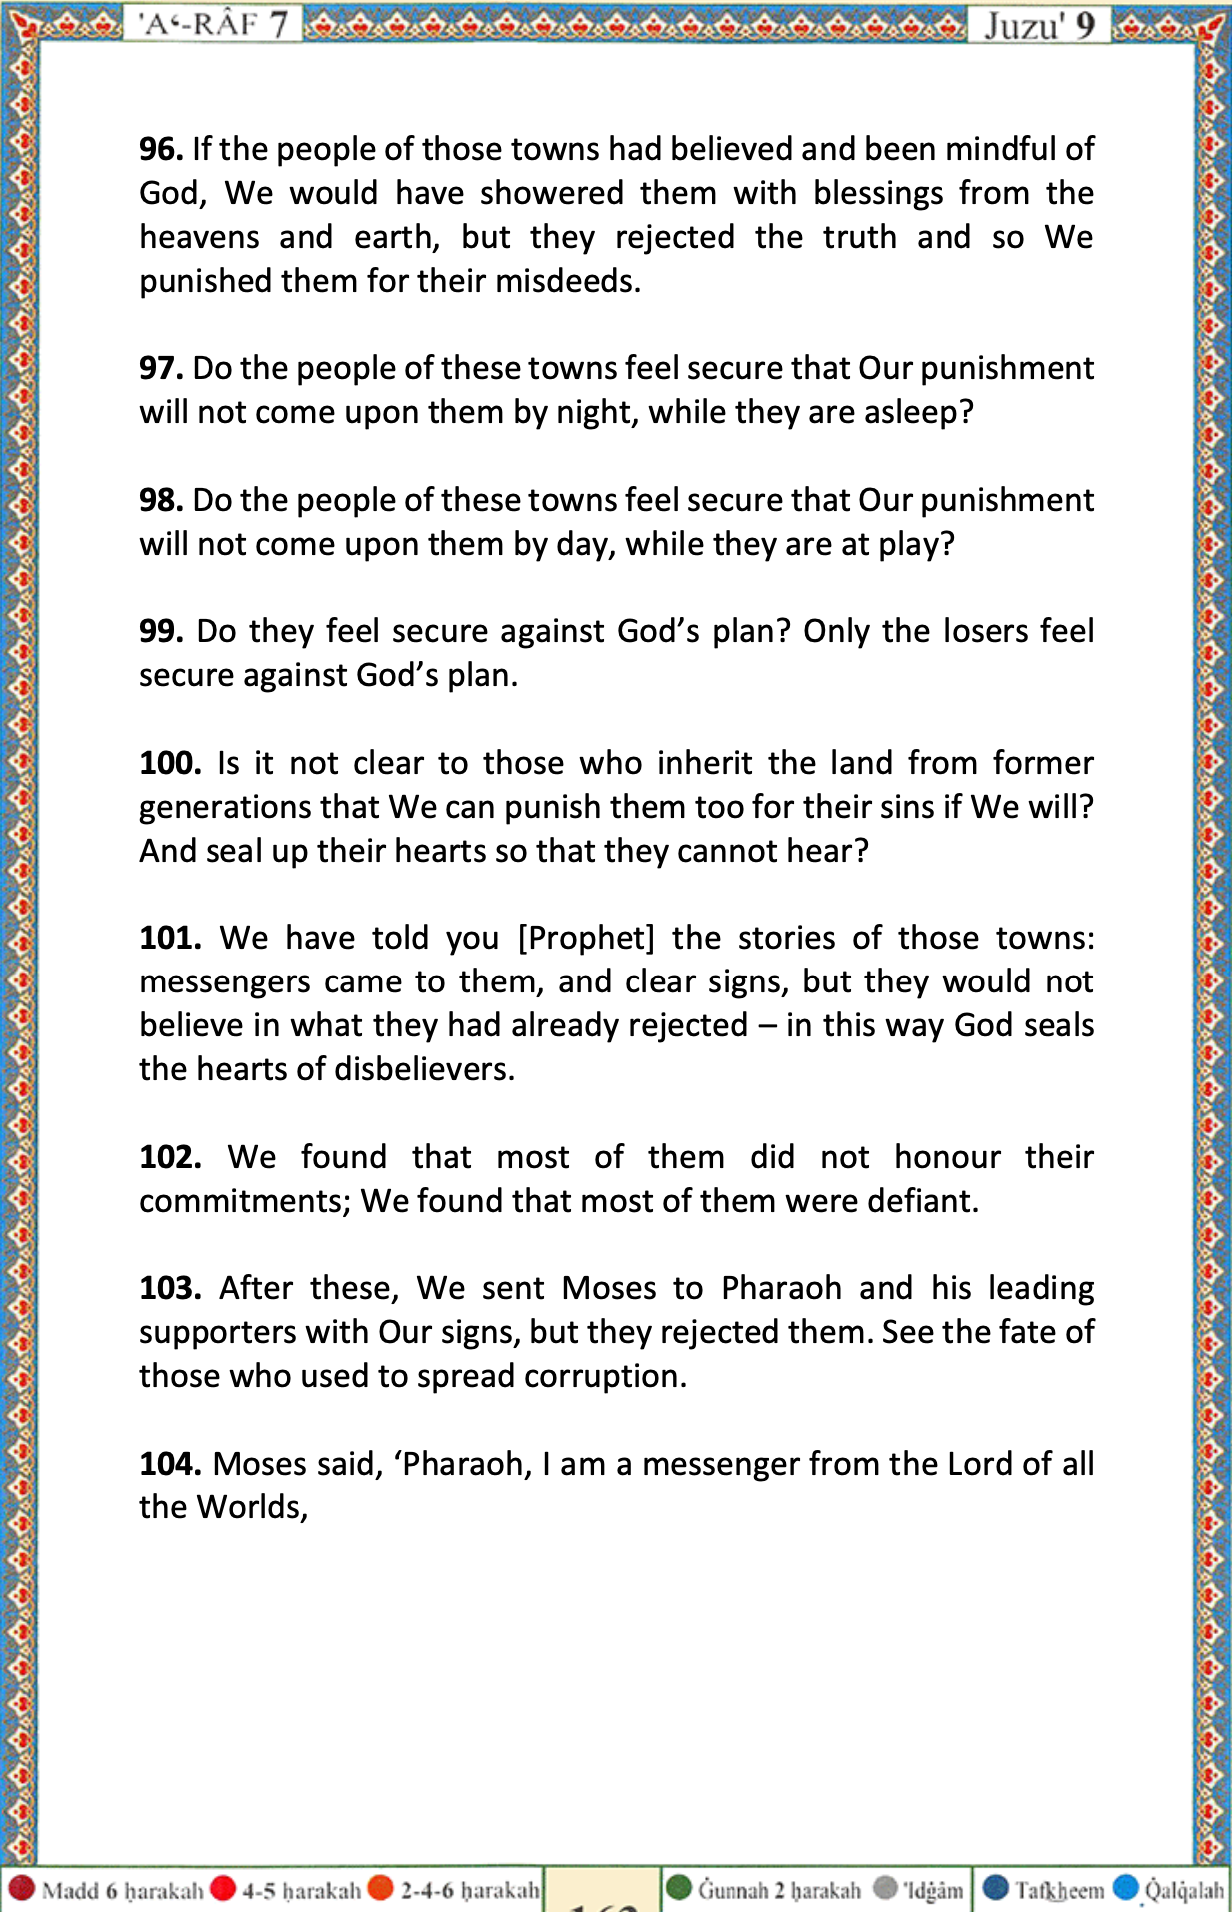 'A‘-RÂF 7
Juzu' 9
96. If the people of those towns had believed and been mindful of
God, We would have showered them with blessings from the
heavens and earth, but they rejected the truth and so We
punished them for their misdeeds.
97. Do the people of these towns feel secure that Our punishment
will not come upon them by night, while they are asleep?
98. Do the people of these towns feel secure that Our punishment
will not come upon them by day, while they are at play?
99. Do they feel secure against God’s plan? Only the losers feel
secure against God’s plan.
100. Is it not clear to those who inherit the land from former
generations that We can punish them too for their sins if We will?
And seal up their hearts so that they cannot hear?
101. We have told you [Prophet] the stories of those towns:
messengers came to them, and clear signs, but they would not
believe in what they had already rejected – in this way God seals
the hearts of disbelievers.
102. We found that most of them did not honour their
commitments; We found that most of them were defiant.
103. After these, We sent Moses to Pharaoh and his leading
supporters with Our signs, but they rejected them. See the fate of
those who used to spread corruption.
104. Moses said, ‘Pharaoh, I am a messenger from the Lord of all
the Worlds,
Madd 6 ḥarakah 4-5 ḥarakah 2-4-6 ḥarakah
Ġunnah 2 ḥarakah 'Idġâm
Tafkheem Q̇alq̇alah